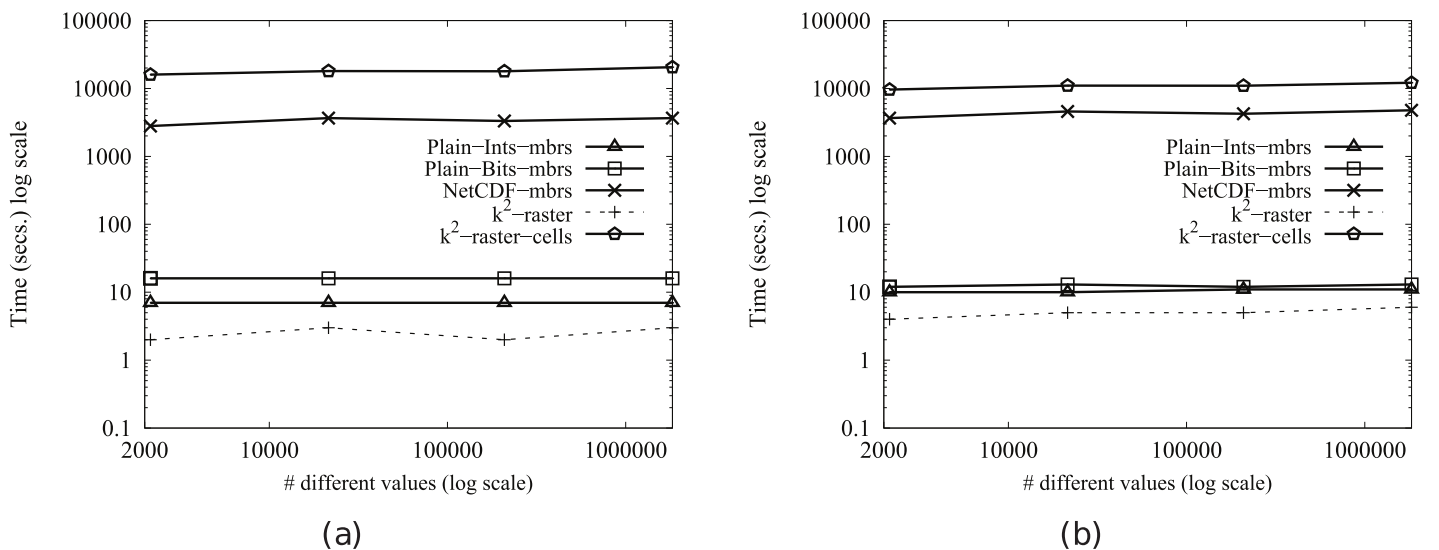 100000
10000
1000
100
10
1
0.1
Time (secs.) log scale
Plain−Ints−mbrs
Plain−Bits−mbrs
NetCDF−mbrs
k²−raster
k²−raster−cells
2000 10000 100000 1000000
# different values (log scale)
(a)
100000
10000
1000
100
10
1
0.1
Time (secs.) log scale
Plain−Ints−mbrs
Plain−Bits−mbrs
NetCDF−mbrs
k²−raster
k²−raster−cells
2000 10000 100000 1000000
# different values (log scale)
(b)